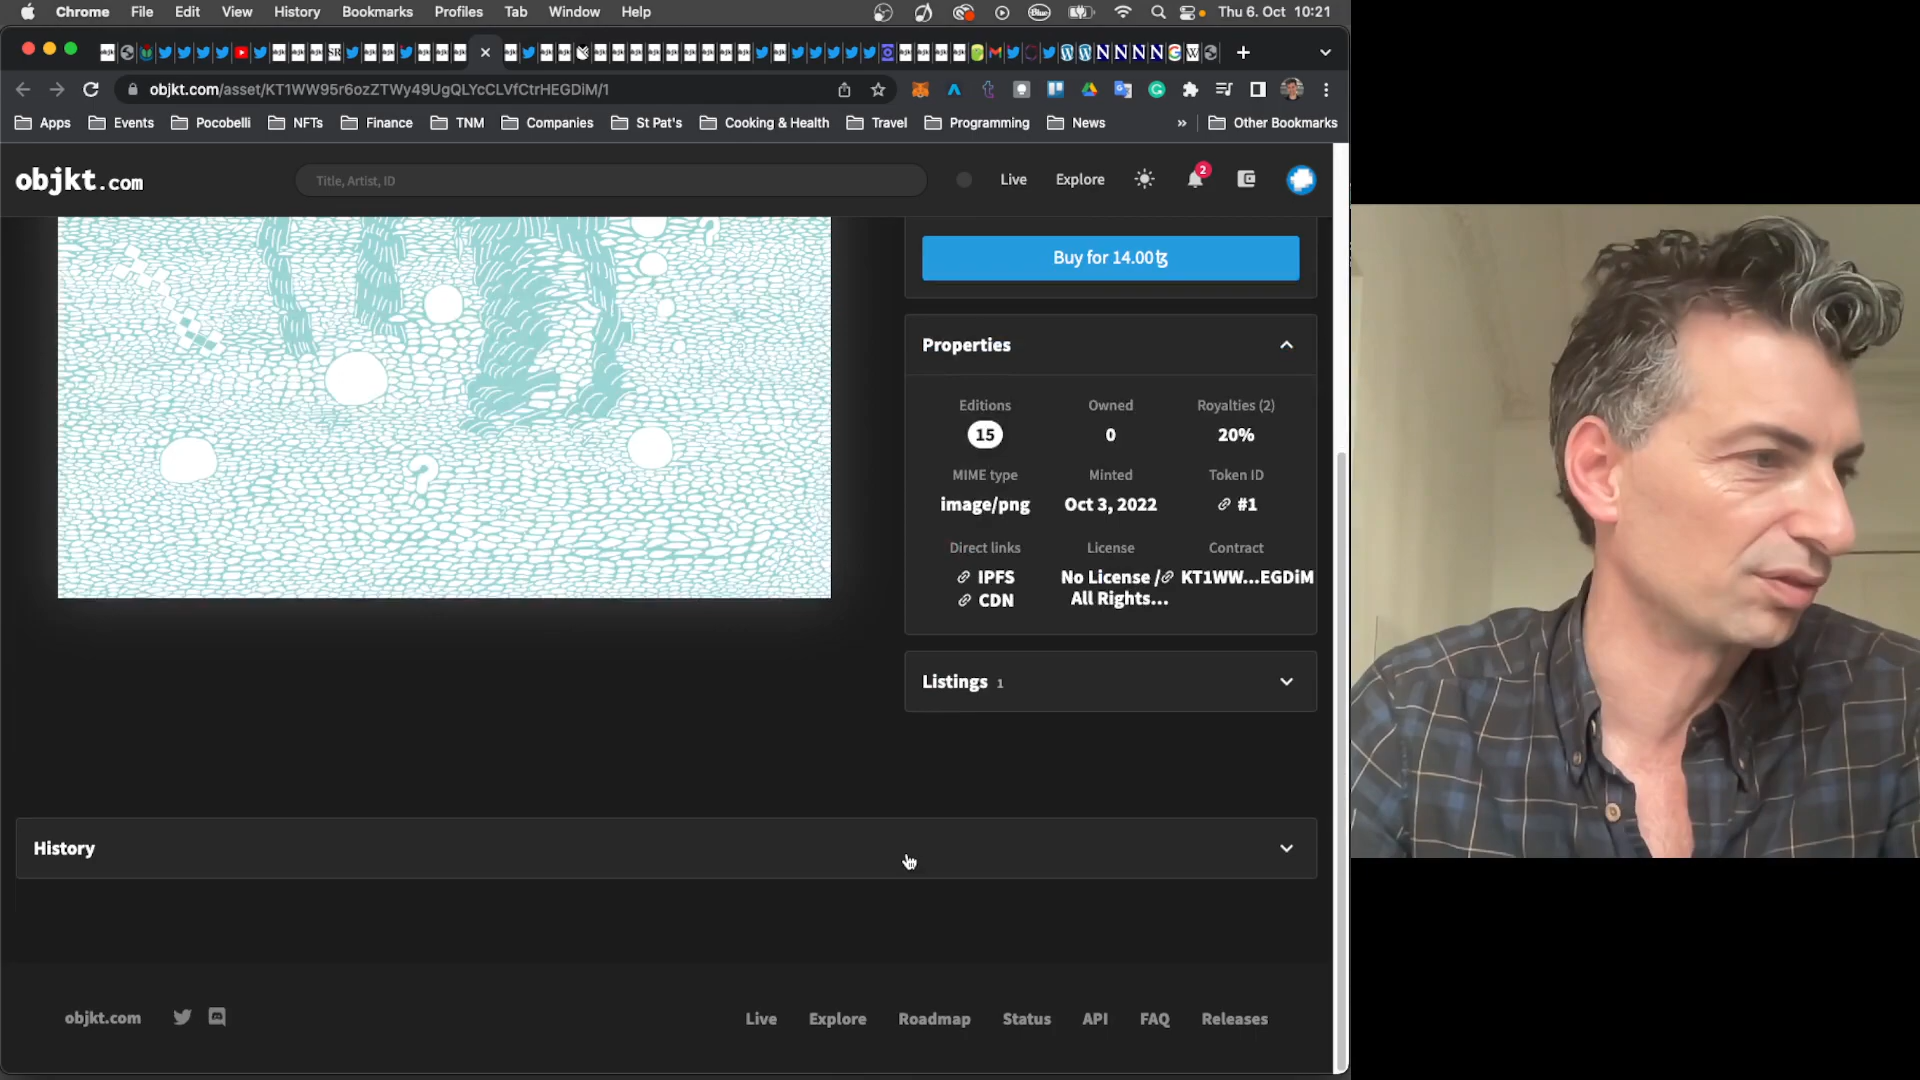 Chrome File Edit View History Bookmarks Profiles Tab Window Help
Blue
Thu 6. Oct 10:21
objkt.com/asset/KT1WW95r6ozZTWy49UgQLYcCLVfCtrHEGDiM/1
Apps Events Pocobelli NFTs Finance TNM Companies St Pat's Cooking & Health Travel Programming News » Other Bookmarks
objkt.com
Title, Artist, ID
Live Explore
2
Buy for 14.00ꜩ
Properties
Editions Owned Royalties (2)
15 0 20%
MIME type Minted Token ID
image/png Oct 3, 2022 #1
Direct links License Contract
IPFS No License / KT1WW...EGDiM
CDN All Rights...
Listings 1
History
objkt.com
Live Explore Roadmap Status API FAQ Releases